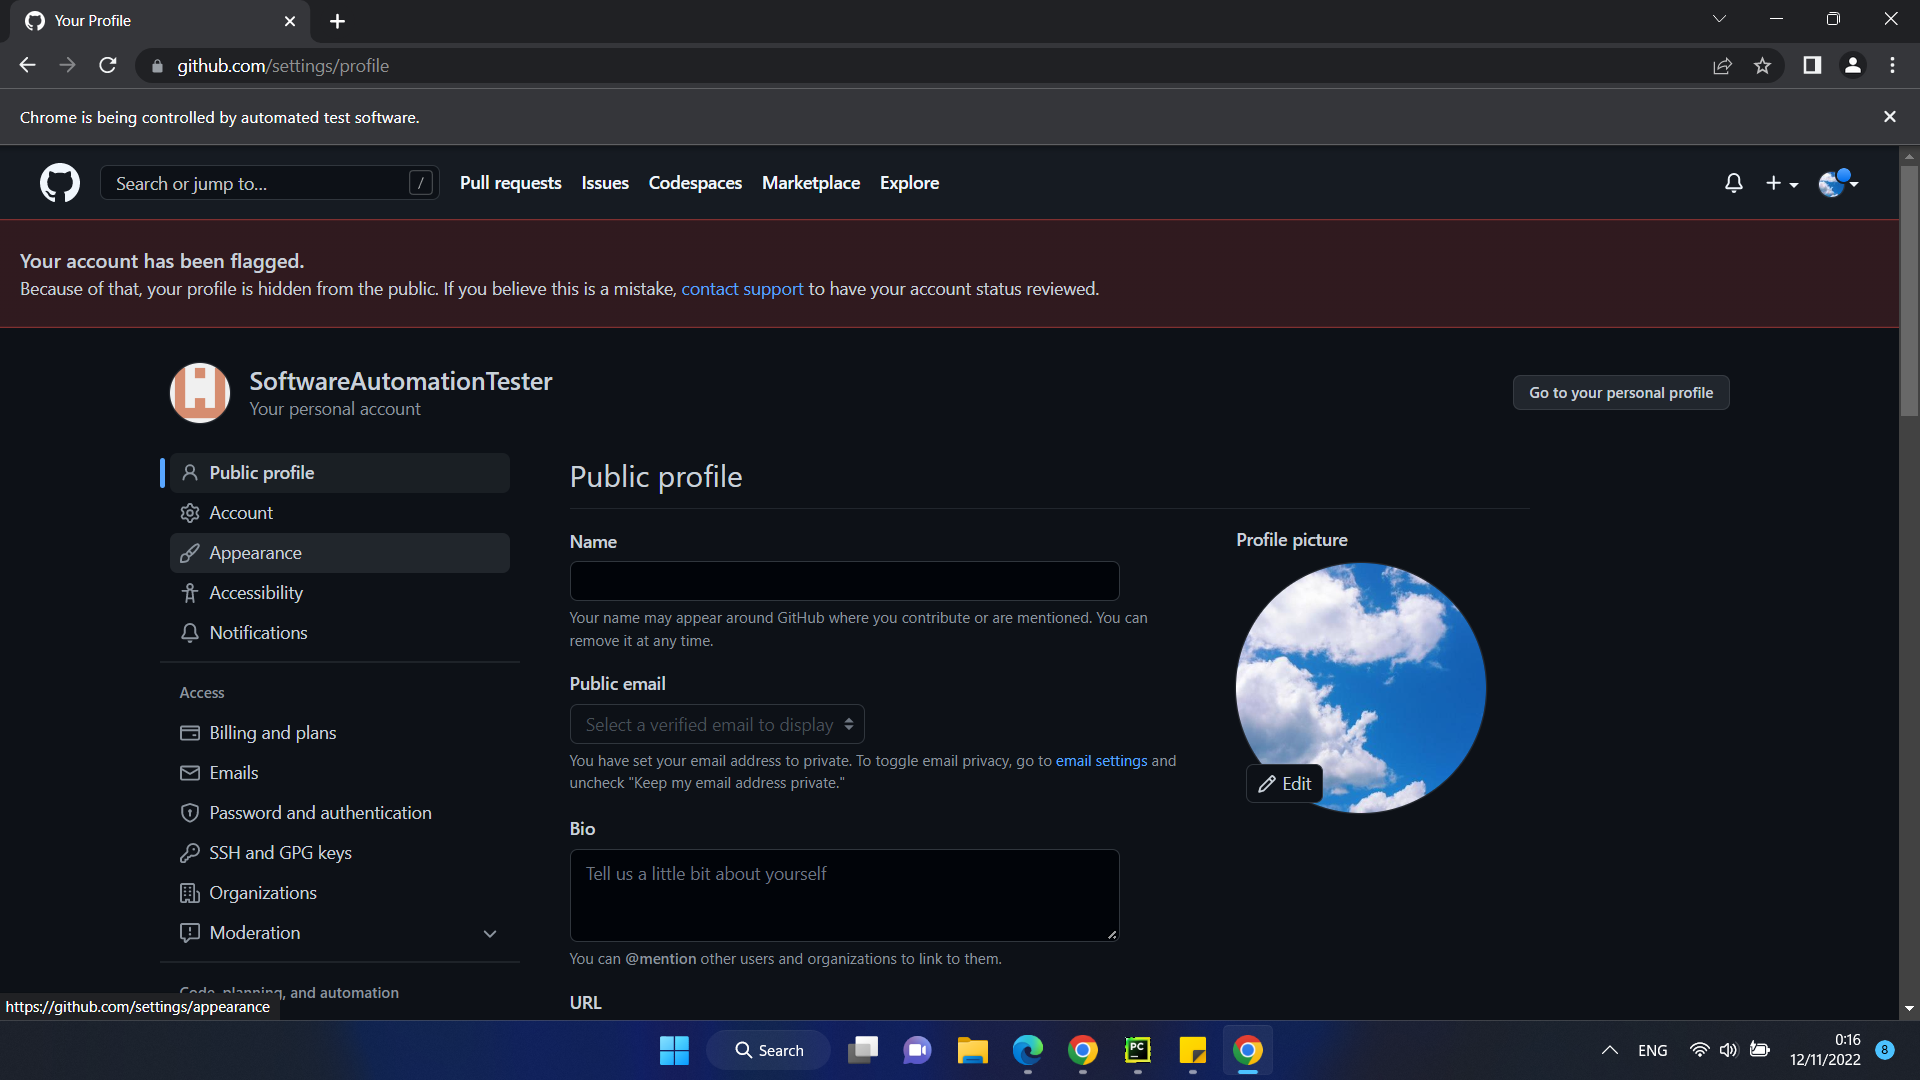 Your Profile
github.com/settings/profile
Chrome is being controlled by automated test software.
Search or jump to... /
Pull requests Issues Codespaces Marketplace Explore
Your account has been flagged.
Because of that, your profile is hidden from the public. If you believe this is a mistake, contact support to have your account status reviewed.
SoftwareAutomationTester
Your personal account
Go to your personal profile
Public profile
Account
Appearance
Accessibility
Notifications
Access
Billing and plans
Emails
Password and authentication
SSH and GPG keys
Organizations
Moderation
Code, planning, and automation
https://github.com/settings/appearance
Public profile
Name
Your name may appear around GitHub where you contribute or are mentioned. You can
remove it at any time.
Public email
Select a verified email to display
You have set your email address to private. To toggle email privacy, go to email settings and
uncheck "Keep my email address private."
Bio
Tell us a little bit about yourself
You can @mention other users and organizations to link to them.
URL
Profile picture
Edit
Search
PC
ENG
0:16
12/11/2022
8